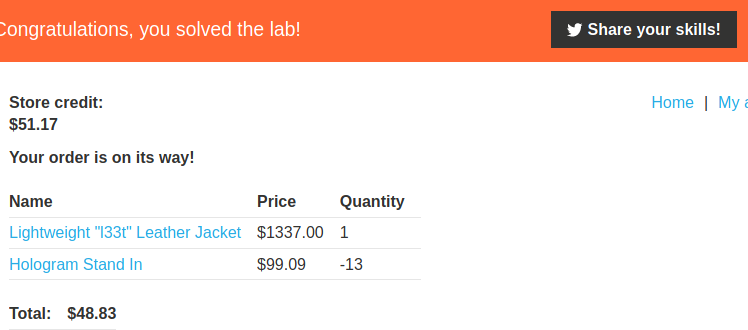 Congratulations, you solved the lab!
Share your skills!
Store credit:
$51.17
Home | My a
Your order is on its way!
Name Price Quantity
Lightweight "l33t" Leather Jacket $1337.00 1
Hologram Stand In $99.09 -13
Total: $48.83